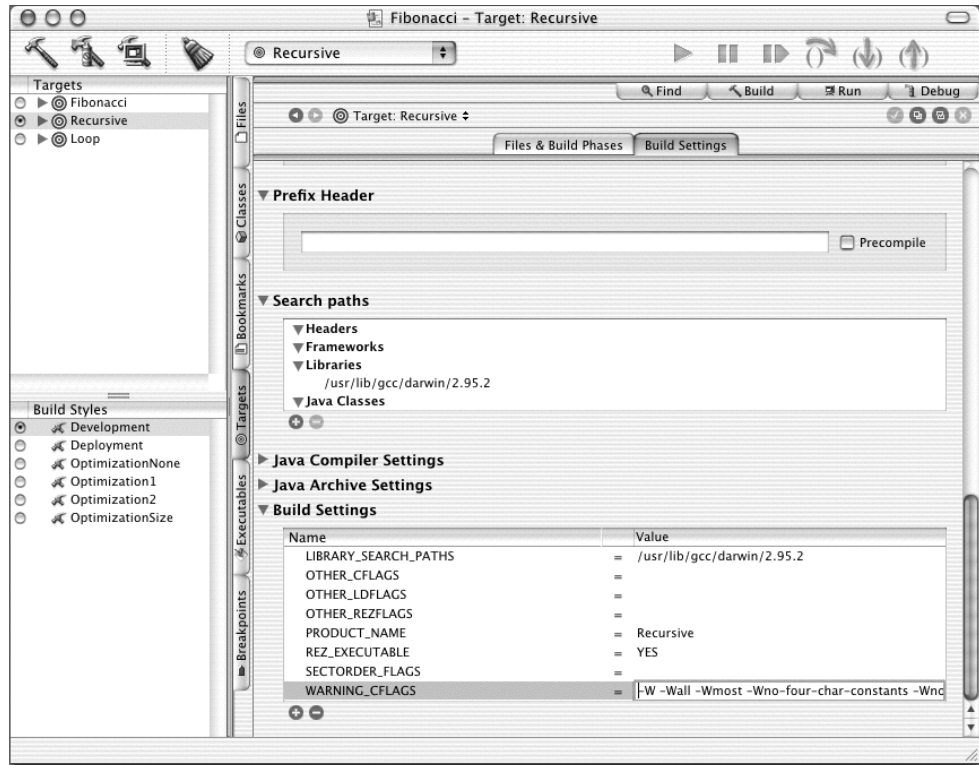 Fibonacci – Target: Recursive
Recursive
Targets
Fibonacci
Recursive
Loop
Build Styles
Development
Deployment
OptimizationNone
Optimization1
Optimization2
OptimizationSize
Files
Classes
Bookmarks
Targets
Executables
Breakpoints
Find
Build
Run
Debug
Target: Recursive
Files & Build Phases
Build Settings
Prefix Header
Precompile
Search paths
Headers
Frameworks
Libraries
/usr/lib/gcc/darwin/2.95.2
Java Classes
Java Compiler Settings
Java Archive Settings
Build Settings
Name Value
LIBRARY_SEARCH_PATHS = /usr/lib/gcc/darwin/2.95.2
OTHER_CFLAGS =
OTHER_LDFLAGS =
OTHER_REZFLAGS =
PRODUCT_NAME = Recursive
REZ_EXECUTABLE = YES
SECTORDER_FLAGS =
WARNING_CFLAGS = -W -Wall -Wmost -Wno-four-char-constants -Wno